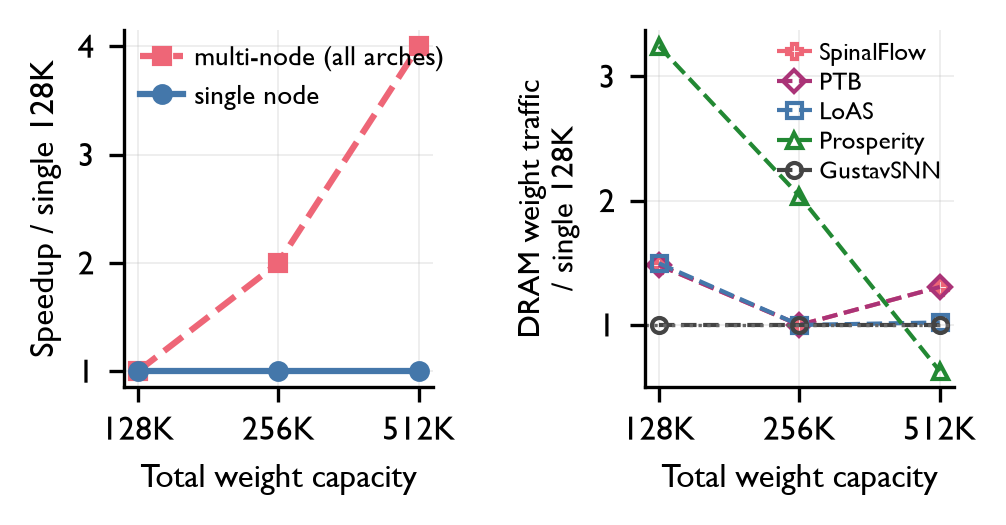 Speedup / single 128K
4
3
2
1
multi-node (all arches)
single node
128K 256K 512K
Total weight capacity
DRAM weight traffic
/ single 128K
3
2
1
SpinalFlow
PTB
LoAS
Prosperity
GustavSNN
128K 256K 512K
Total weight capacity